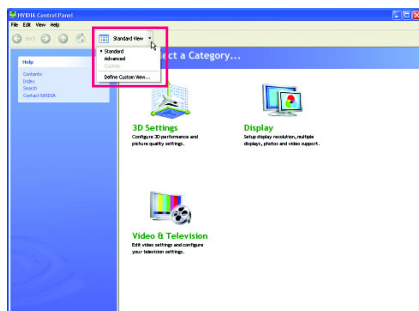 NVIDIA Control Panel
File Edit View Help
Standard View
Standard
Advanced
Custom
Define Custom View...
ect a Category...
Help
Contents
Index
Search
Contact NVIDIA
3D Settings
Configure 3D performance and
picture quality settings.
Display
Setup display resolution, multiple
displays, photos and video support.
Video & Television
Edit video settings and configure
your television settings.